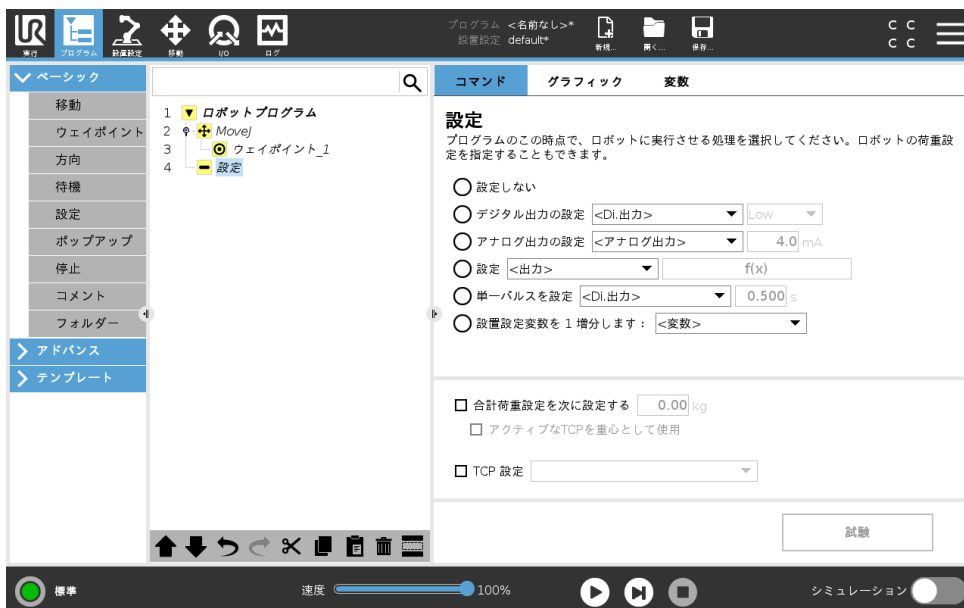 UR
実行
プログラム
設置設定
移動
I/O
ログ
プログラム <名前なし>*
設置設定 default*
新規...
開く...
保存...
C C
C C
ベーシック
移動
ウェイポイント
方向
待機
設定
ポップアップ
停止
コメント
フォルダー
アドバンス
テンプレート
1 ロボットプログラム
2 MoveJ
3 ウェイポイント_1
4 設定
コマンド グラフィック 変数
設定
プログラムのこの時点で、ロボットに実行させる処理を選択してください。ロボットの荷重設
定を指定することもできます。
設定しない
デジタル出力の設定 <Di.出力> Low
アナログ出力の設定 <アナログ出力> 4.0 mA
設定 <出力> f(x)
単一パルスを設定 <Di.出力> 0.500 s
設置設定変数を 1 増分します: <変数>
合計荷重設定を次に設定する 0.00 kg
アクティブなTCPを重心として使用
TCP 設定
試験
標準
速度 100%
シミュレーション